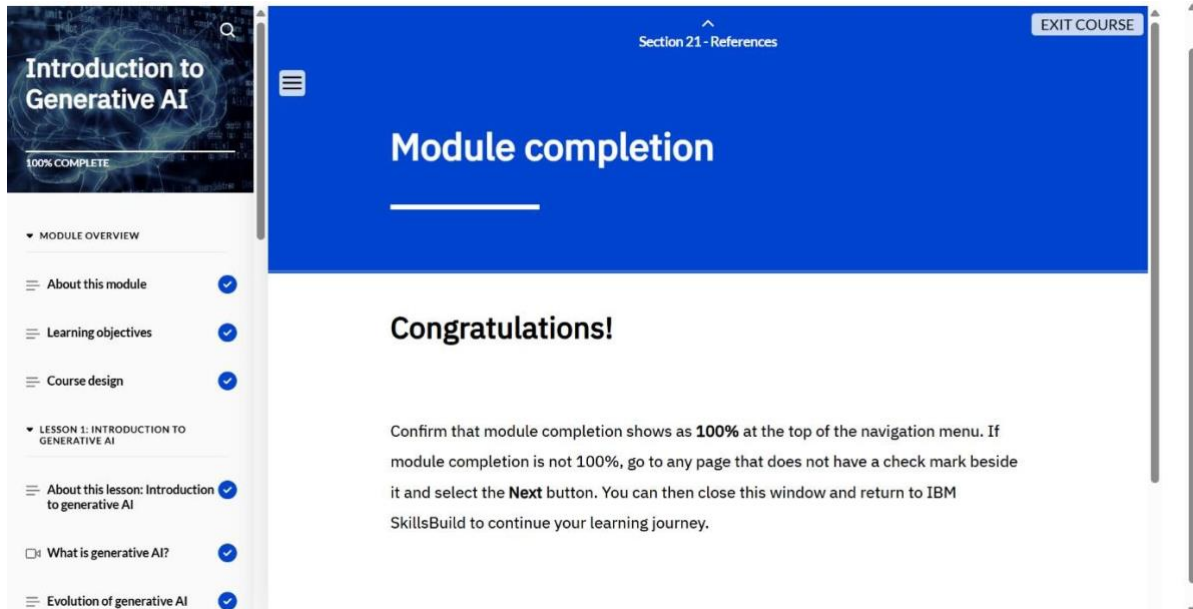 Introduction to
Generative AI
100% COMPLETE
MODULE OVERVIEW
About this module
Learning objectives
Course design
LESSON 1: INTRODUCTION TO
GENERATIVE AI
About this lesson: Introduction
to generative AI
What is generative AI?
Evolution of generative AI
Section 21 - References
EXIT COURSE
Module completion
Congratulations!
Confirm that module completion shows as 100% at the top of the navigation menu. If
module completion is not 100%, go to any page that does not have a check mark beside
it and select the Next button. You can then close this window and return to IBM
SkillsBuild to continue your learning journey.